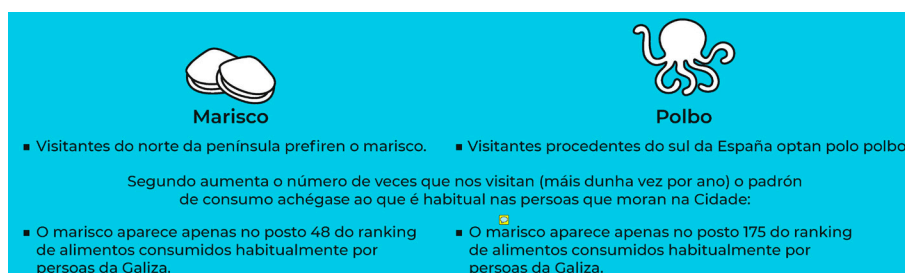 Marisco
Polbo
▪ Visitantes do norte da península prefiren o marisco.
▪ Visitantes procedentes do sul da España optan polo polbo
Segundo aumenta o número de veces que nos visitan (máis dunha vez por ano) o padrón
de consumo achégase ao que é habitual nas persoas que moran na Cidade:
▪ O marisco aparece apenas no posto 48 do ranking
de alimentos consumidos habitualmente por
persoas da Galiza.
▪ O marisco aparece apenas no posto 175 do ranking
de alimentos consumidos habitualmente por
persoas da Galiza.